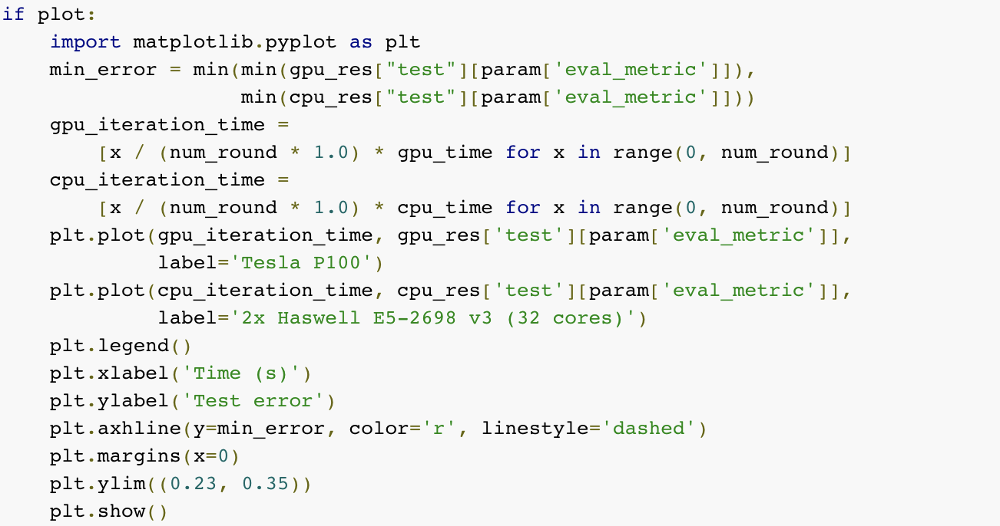 if plot:
    import matplotlib.pyplot as plt
    min_error = min(min(gpu_res["test"][param['eval_metric']]),
                    min(cpu_res["test"][param['eval_metric']]))
    gpu_iteration_time =
        [x / (num_round * 1.0) * gpu_time for x in range(0, num_round)]
    cpu_iteration_time =
        [x / (num_round * 1.0) * cpu_time for x in range(0, num_round)]
    plt.plot(gpu_iteration_time, gpu_res['test'][param['eval_metric']],
             label='Tesla P100')
    plt.plot(cpu_iteration_time, cpu_res['test'][param['eval_metric']],
             label='2x Haswell E5-2698 v3 (32 cores)')
    plt.legend()
    plt.xlabel('Time (s)')
    plt.ylabel('Test error')
    plt.axhline(y=min_error, color='r', linestyle='dashed')
    plt.margins(x=0)
    plt.ylim((0.23, 0.35))
    plt.show()